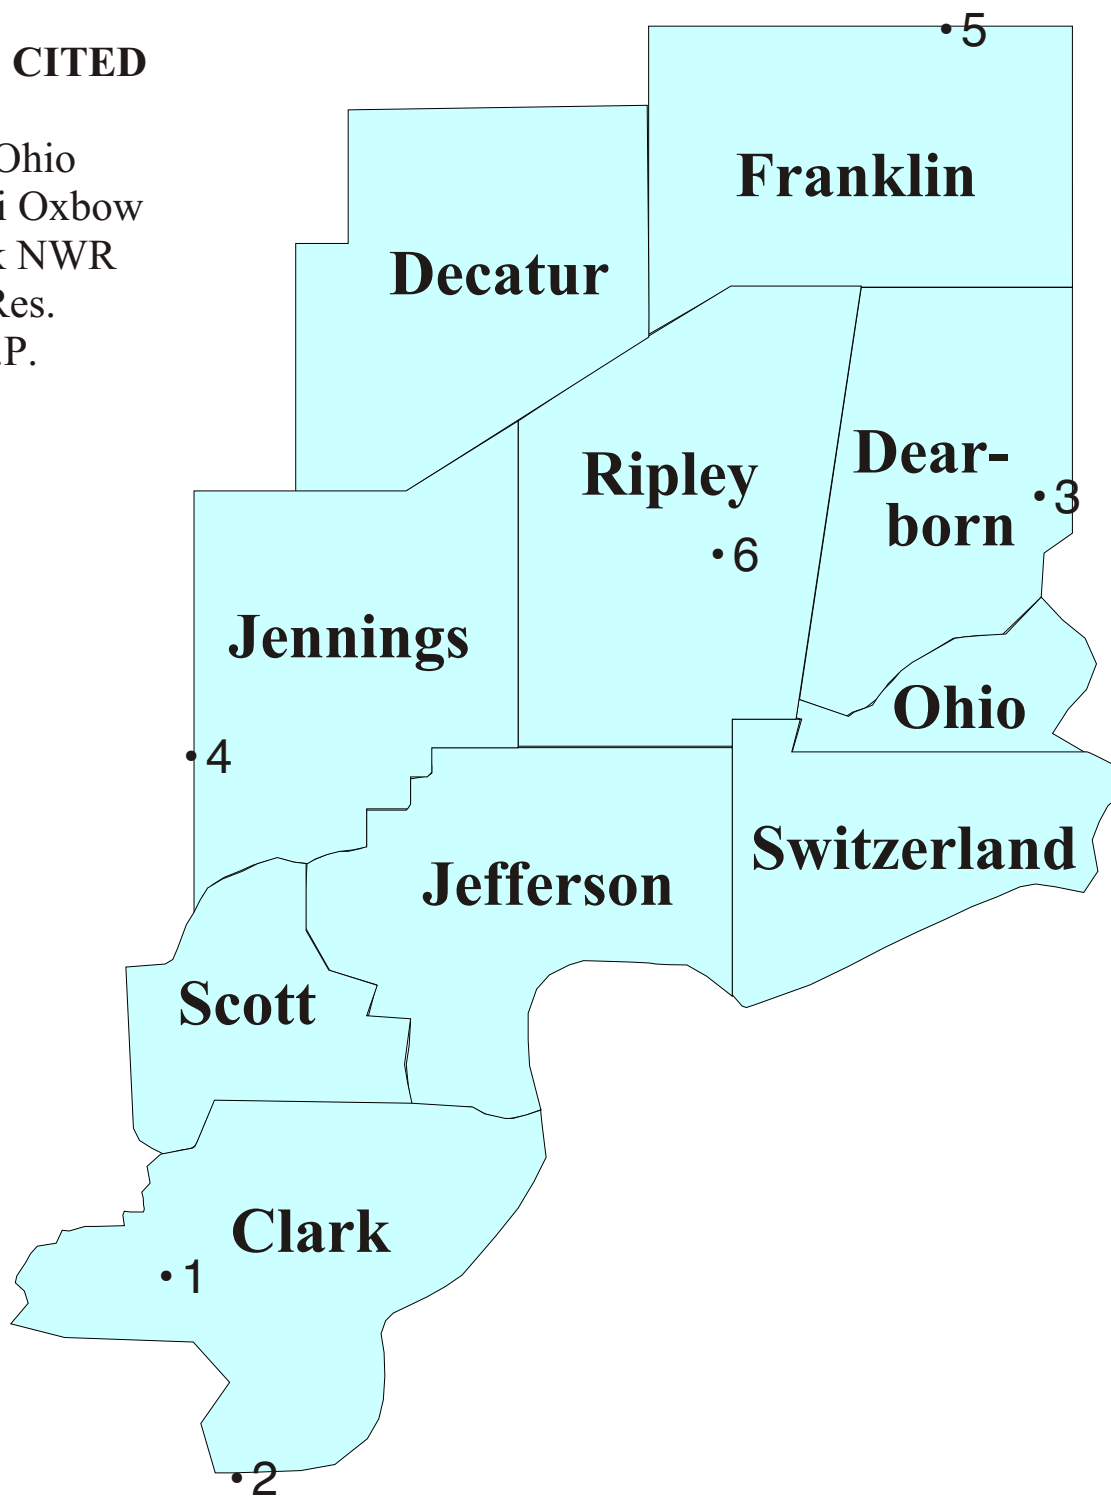 CITED
Ohio
i Oxbow
k NWR
Res.
.P.
5
Franklin
Decatur
Dear-
born
Ripley
3
6
Jennings
Ohio
4
Switzerland
Jefferson
Scott
Clark
1
2